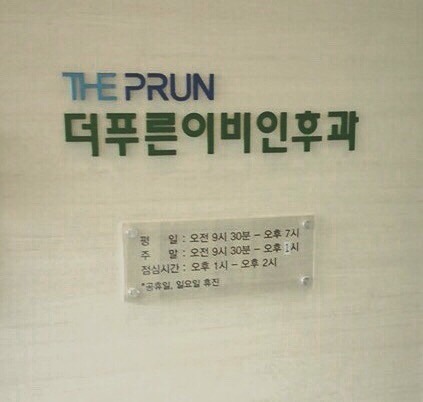 THE PRUN
더푸른이비인후과
평 일 : 오전 9시 30분 – 오후 7시
주 말 : 오전 9시 30분 – 오후 1시
점심시간 : 오후 1시 – 오후 2시
*공휴일, 일요일 휴진